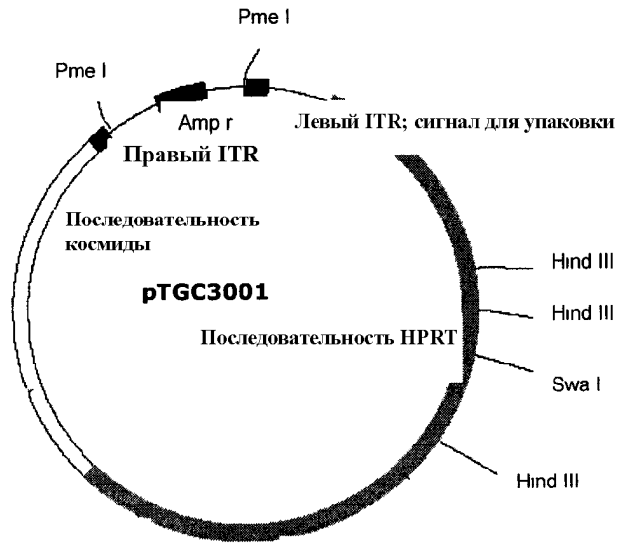 Pme I
Pme I
Amp r
Левый ITR; сигнал для упаковки
Правый ITR
Последовательность
космиды
pTGC3001
Hind III
Hind III
Последовательность HPRT
Swa I
Hind III